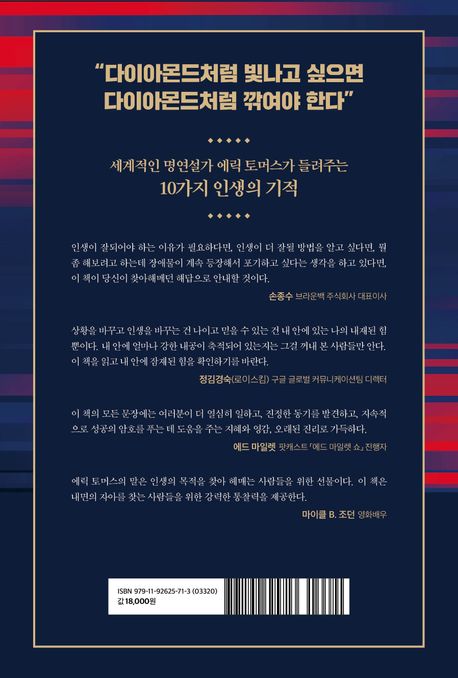 “다이아몬드처럼 빛나고 싶으면
다이아몬드처럼 깎여야 한다”
세계적인 명연설가 에릭 토머스가 들려주는
10가지 인생의 기적
인생이 잘되어야 하는 이유가 필요하다면, 인생이 더 잘될 방법을 알고 싶다면, 뭘
좀 해보려고 하는데 장애물이 계속 등장해서 포기하고 싶다는 생각을 하고 있다면,
이 책이 당신이 찾아헤매던 해답으로 안내할 것이다.
손종수 브라운백 주식회사 대표이사
상황을 바꾸고 인생을 바꾸는 건 나이고 믿을 수 있는 건 내 안에 있는 나의 내재된 힘
뿐이다. 내 안에 얼마나 강한 내공이 축적되어 있는지는 그걸 꺼내 본 사람들만 안다.
이 책을 읽고 내 안에 잠재된 힘을 확인하기를 바란다.
정김경숙(로이스김) 구글 글로벌 커뮤니케이션팀 디렉터
이 책의 모든 문장에는 여러분이 더 열심히 일하고, 진정한 동기를 발견하고, 지속적
으로 성공의 암호를 푸는 데 도움을 주는 지혜와 영감, 오래된 진리로 가득하다.
에드 마일렛 팟캐스트 「에드 마일렛 쇼」 진행자
에릭 토머스의 말은 인생의 목적을 찾아 헤매는 사람들을 위한 선물이다. 이 책은
내면의 자아를 찾는 사람들을 위한 강력한 통찰력을 제공한다.
마이클 B. 조던 영화배우
ISBN 979-11-92625-71-3 (03320)
값 18,000원